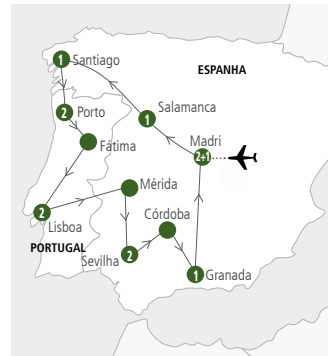 1 Santiago
ESPANHA
2 Porto
Salamanca
1
Madri
2+1
Fátima
Mérida
Córdoba
2
Lisboa
PORTUGAL
Sevilha
2
1 Granada